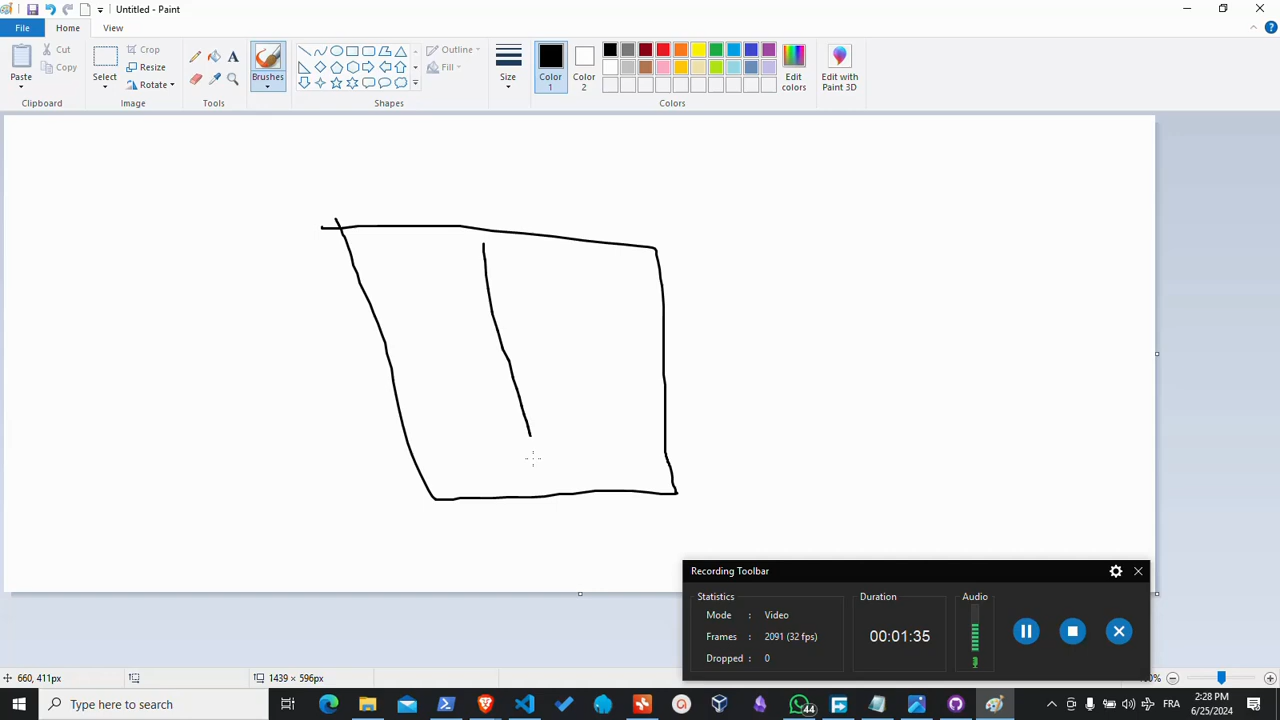 Untitled - Paint
File
Home
View
Paste
Cut
Copy
Clipboard
Select
Crop
Resize
Rotate
Image
A
Tools
Brushes
Outline
Fill
Shapes
Size
Color 1
Color 2
Edit colors
Colors
Edit with Paint 3D
Recording Toolbar
Statistics
Mode : Video
Frames : 2091 (32 fps)
Dropped : 0
Duration
00:01:35
Audio
660, 411px
1439 × 596px
Type here to search
44
FRA
2:28 PM
6/25/2024